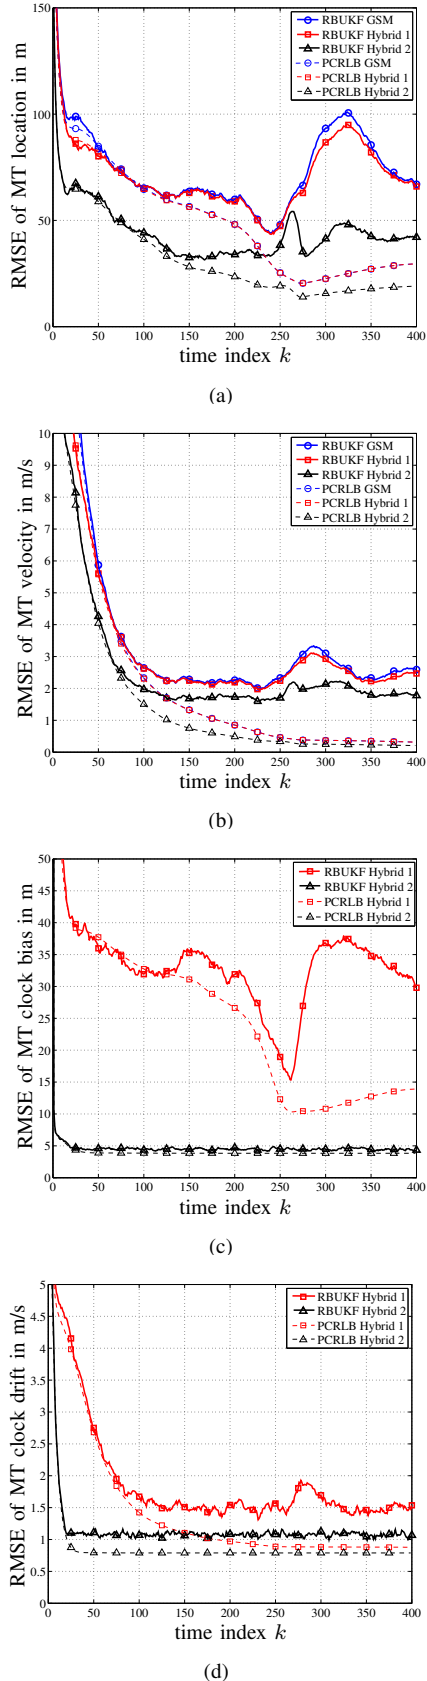 150
100
50
0
RMSE of MT location in m
RBUKF GSM
RBUKF Hybrid 1
RBUKF Hybrid 2
PCRLB GSM
PCRLB Hybrid 1
PCRLB Hybrid 2
0 50 100 150 200 250 300 350 400
time index k
(a)
10
9
8
7
6
5
4
3
2
1
0
RMSE of MT velocity in m/s
RBUKF GSM
RBUKF Hybrid 1
RBUKF Hybrid 2
PCRLB GSM
PCRLB Hybrid 1
PCRLB Hybrid 2
0 50 100 150 200 250 300 350 400
time index k
(b)
50
45
40
35
30
25
20
15
10
5
0
RMSE of MT clock bias in m
RBUKF Hybrid 1
RBUKF Hybrid 2
PCRLB Hybrid 1
PCRLB Hybrid 2
0 50 100 150 200 250 300 350 400
time index k
(c)
5
4.5
4
3.5
3
2.5
2
1.5
1
0.5
0
RMSE of MT clock drift in m/s
RBUKF Hybrid 1
RBUKF Hybrid 2
PCRLB Hybrid 1
PCRLB Hybrid 2
0 50 100 150 200 250 300 350 400
time index k
(d)